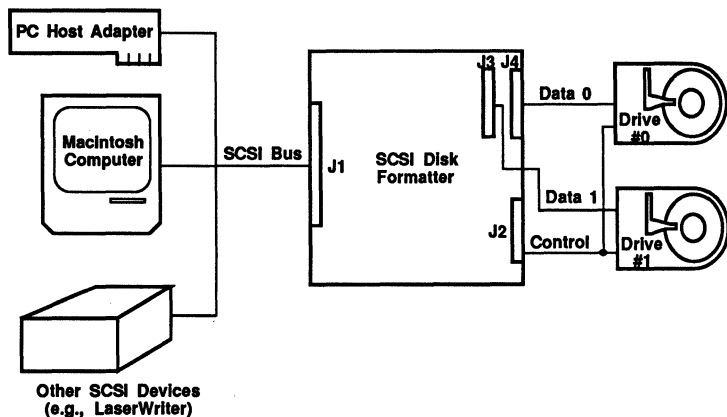 PC Host Adapter
Macintosh
Computer
SCSI Bus
Other SCSI Devices
(e.g., LaserWriter)
J1
SCSI Disk
Formatter
J3
J4
J2
Data 0
Data 1
Control
Drive
#0
Drive
#1